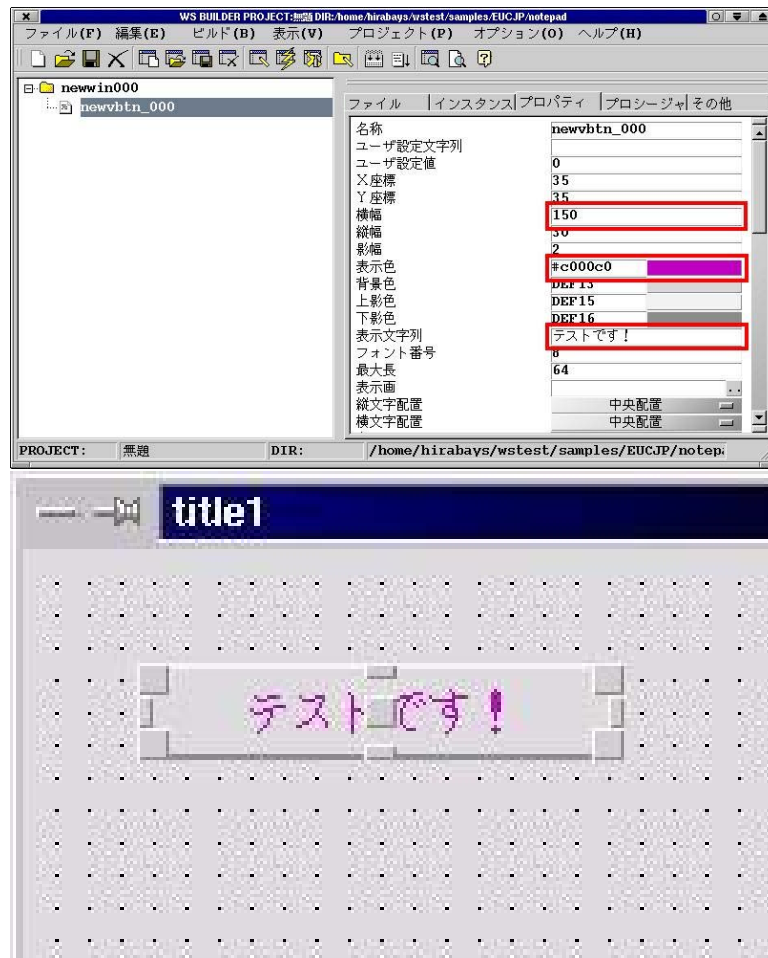 WS BUILDER PROJECT:無題 DIR:/home/hirabays/wstest/samples/EUCJP/notepad
ファイル(F) 編集(E) ビルド(B) 表示(V) プロジェクト(P) オプション(O) ヘルプ(H)
newwin000
newvbtn_000
ファイル インスタンス プロパティ プロシージャ その他
名称 newvbtn_000
ユーザ設定文字列
ユーザ設定値 0
X座標 35
Y座標 35
横幅 150
縦幅 30
影幅 2
表示色 #c000c0
背景色 DEF13
上影色 DEF15
下影色 DEF16
表示文字列 テストです!
フォント番号 8
最大長 64
表示画 ..
縦文字配置 中央配置
横文字配置 中央配置
PROJECT: 無題 DIR: /home/hirabays/wstest/samples/EUCJP/notep
title1
テストです!